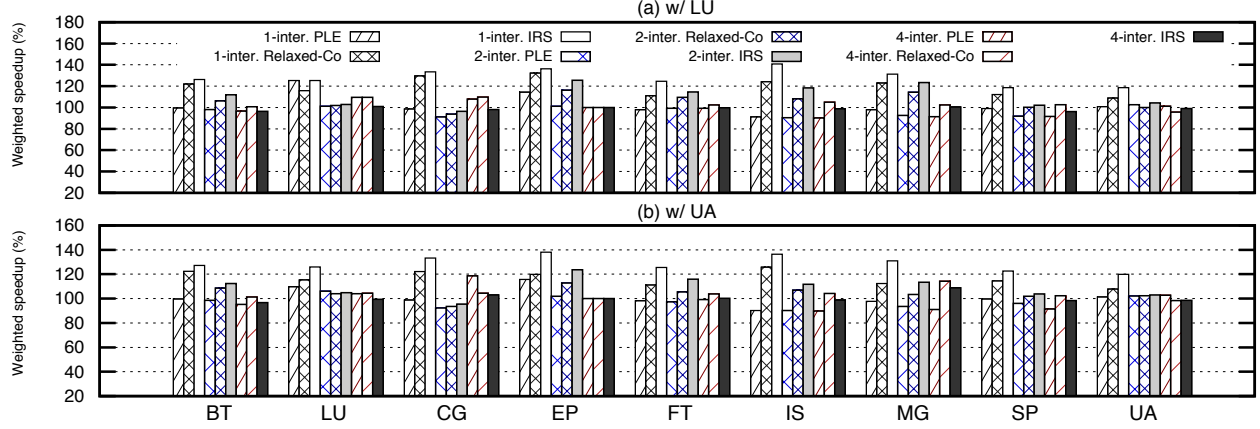 (a) w/ LU
Weighted speedup (%)
180
160
140
120
100
80
60
40
20
1-inter. PLE
1-inter. Relaxed-Co
1-inter. IRS
2-inter. PLE
2-inter. Relaxed-Co
2-inter. IRS
4-inter. PLE
4-inter. Relaxed-Co
4-inter. IRS
(b) w/ UA
Weighed speedup (%)
160
140
120
100
80
60
40
20
BT LU CG EP FT IS MG SP UA